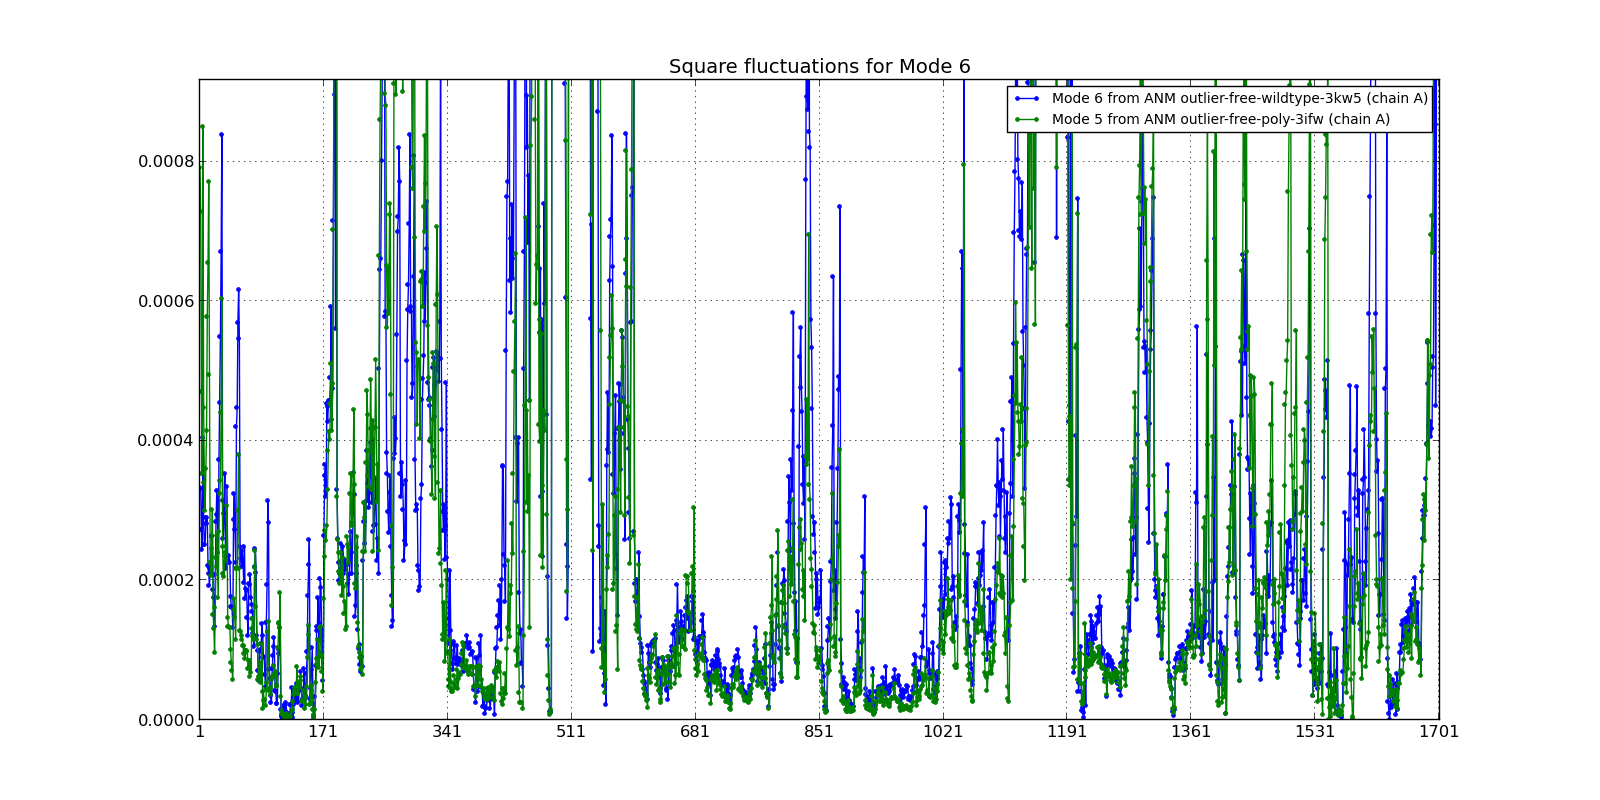 Square fluctuations for Mode 6
Mode 6 from ANM outlier-free-wildtype-3kw5 (chain A)
Mode 5 from ANM outlier-free-poly-3ifw (chain A)
0.0008
0.0006
0.0004
0.0002
0.0000
1 171 341 511 681 851 1021 1191 1361 1531 1701